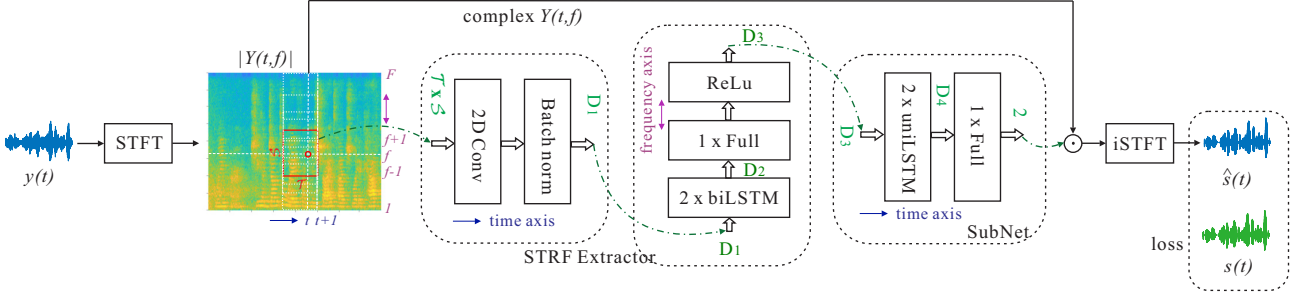 complex Y(t,f)
|Y(t,f)|
y(t)
STFT
F
f+1
f
f-1
1
S
T
t t+1
T x S
2D Conv
Batch norm
D1
time axis
STRF Extractor
D3
ReLu
frequency axis
1 x Full
D2
2 x biLSTM
D1
D3
2 x uniLSTM
D4
1 x Full
2
time axis
SubNet
iSTFT
ŝ(t)
loss
s(t)